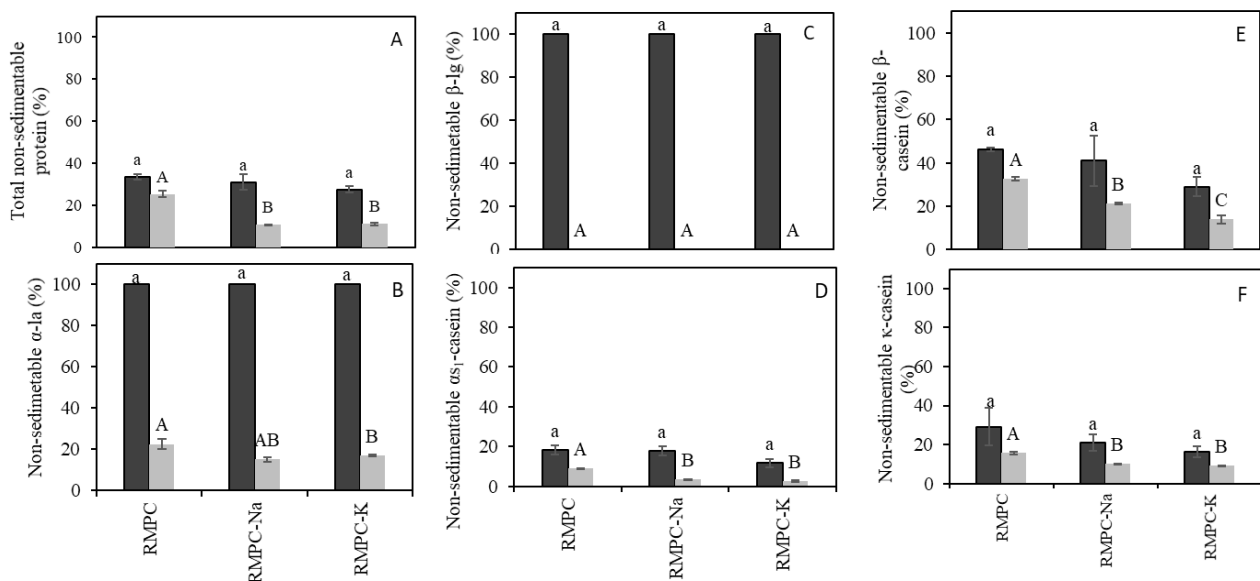 A
Total non-sedimentable
protein (%)
100
80
60
40
20
0
a
A
a
B
a
B
B
Non-sedimetable α-la (%)
100
80
60
40
20
0
a
A
a
AB
a
B
RMPC
RMPC-Na
RMPC-K
C
Non-sedimetable β-lg (%)
100
80
60
40
20
0
a
A
a
A
a
A
D
Non-sedimentable αs1-casein (%)
100
80
60
40
20
0
a
A
a
B
a
B
RMPC
RMPC-Na
RMPC-K
E
Non-sedimentable β-
casein (%)
100
80
60
40
20
0
a
A
a
B
a
C
F
Non-sedimentable κ-casein
(%)
100
80
60
40
20
0
a
A
a
B
a
B
RMPC
RMPC-Na
RMPC-K